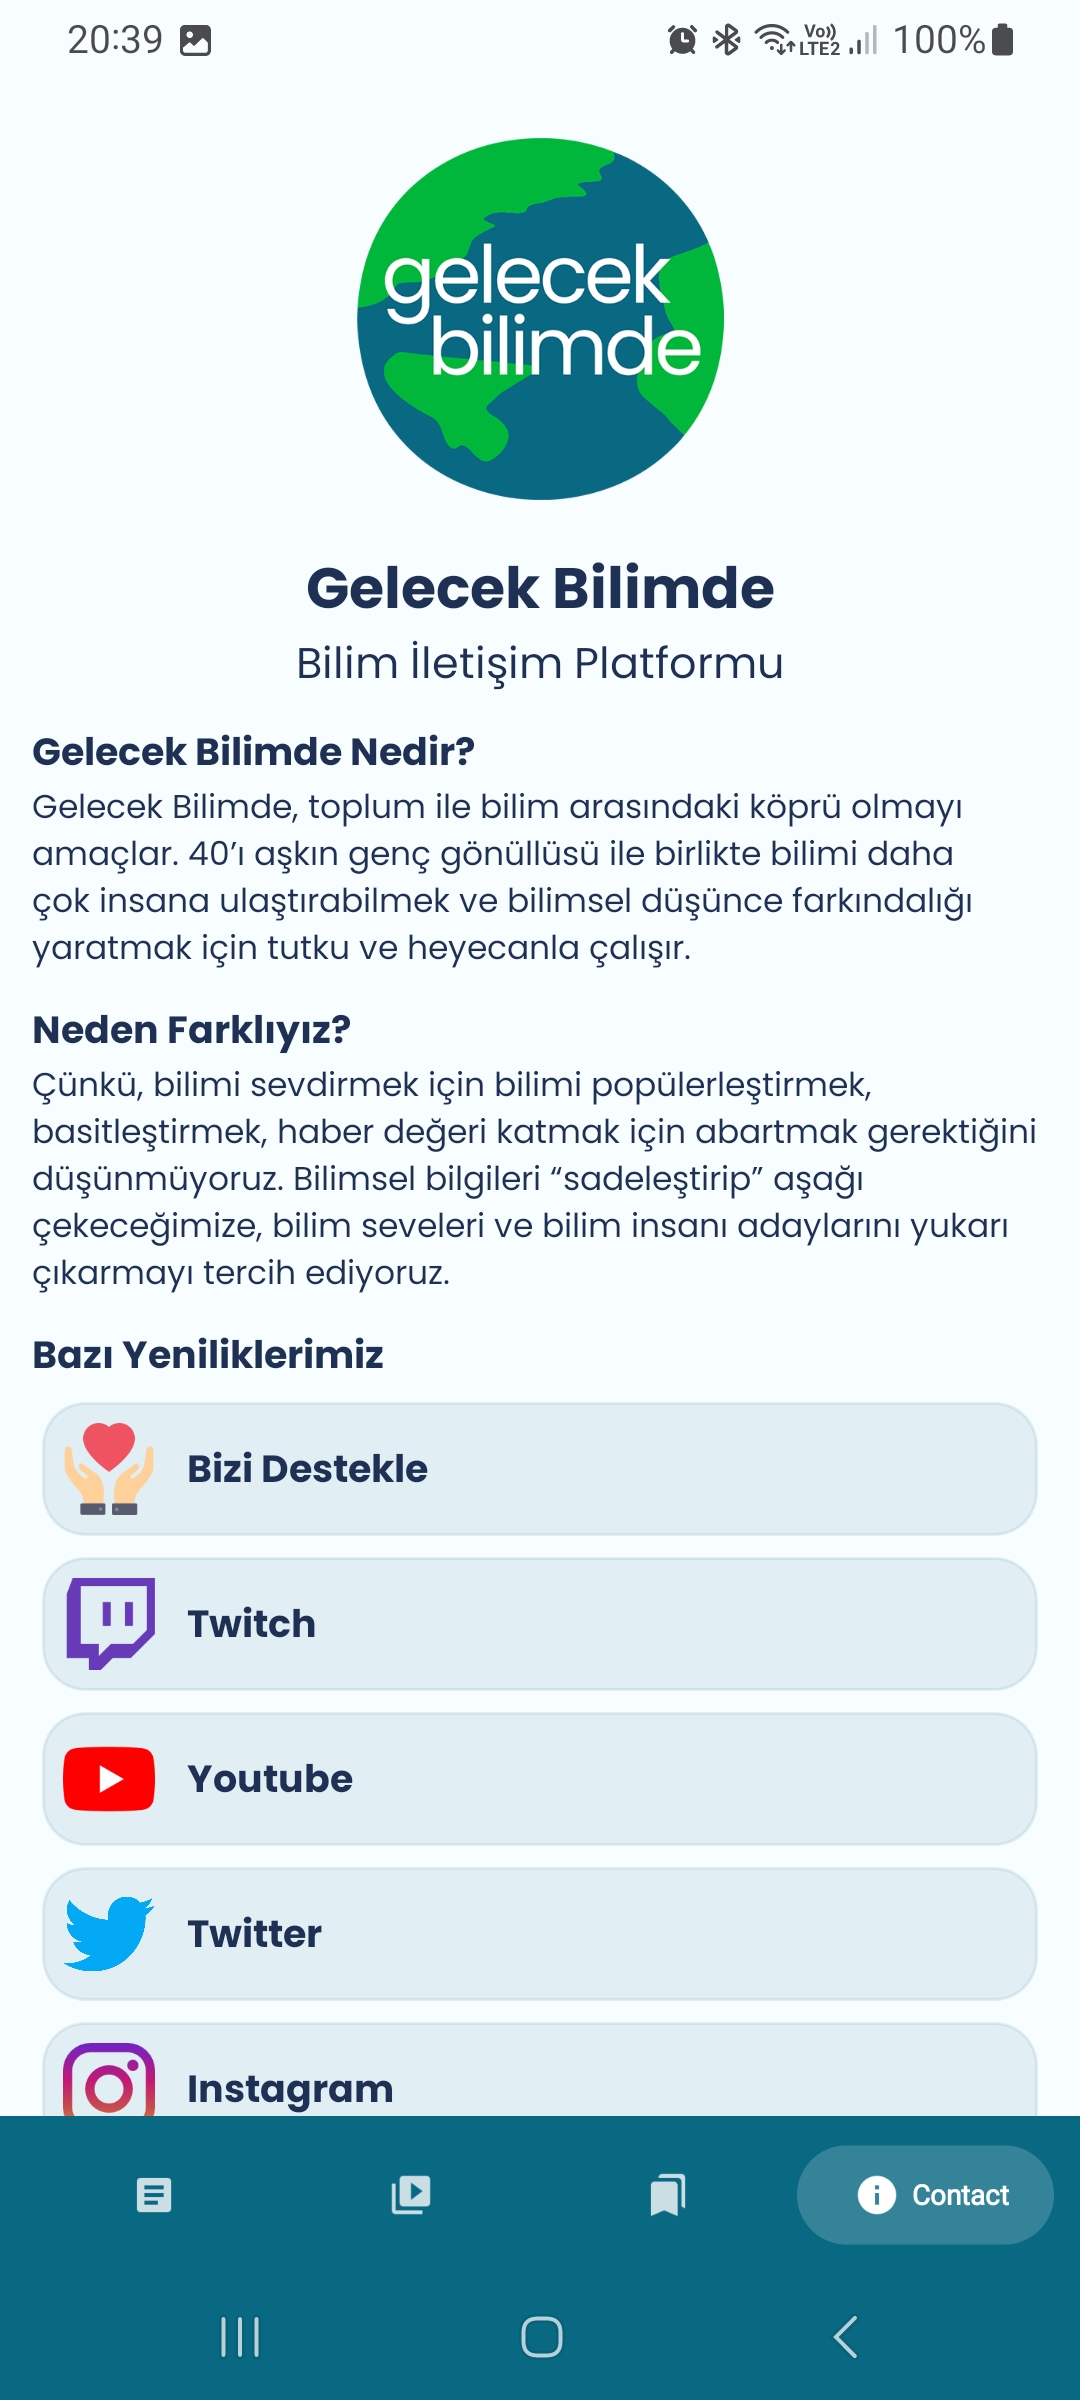 20:39
Vo))
LTE2
100%
gelecek
bilimde
Gelecek Bilimde
Bilim İletişim Platformu
Gelecek Bilimde Nedir?
Gelecek Bilimde, toplum ile bilim arasındaki köprü olmayı
amaçlar. 40’ı aşkın genç gönüllüsü ile birlikte bilimi daha
çok insana ulaştırabilmek ve bilimsel düşünce farkındalığı
yaratmak için tutku ve heyecanla çalışır.
Neden Farklıyız?
Çünkü, bilimi sevdirmek için bilimi popülerleştirmek,
basitleştirmek, haber değeri katmak için abartmak gerektiğini
düşünmüyoruz. Bilimsel bilgileri “sadeleştirip” aşağı
çekeceğimize, bilim seveleri ve bilim insanı adaylarını yukarı
çıkarmayı tercih ediyoruz.
Bazı Yeniliklerimiz
Bizi Destekle
Twitch
Youtube
Twitter
Instagram
Contact